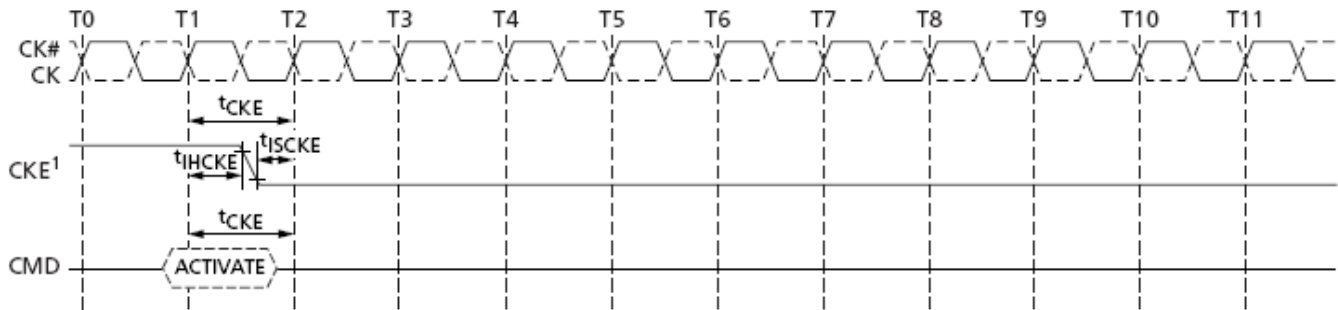 T0 T1 T2 T3 T4 T5 T6 T7 T8 T9 T10 T11
CK#
CK
tCKE
tISCKE
tIHCKE
CKE1
tCKE
CMD ACTIVATE